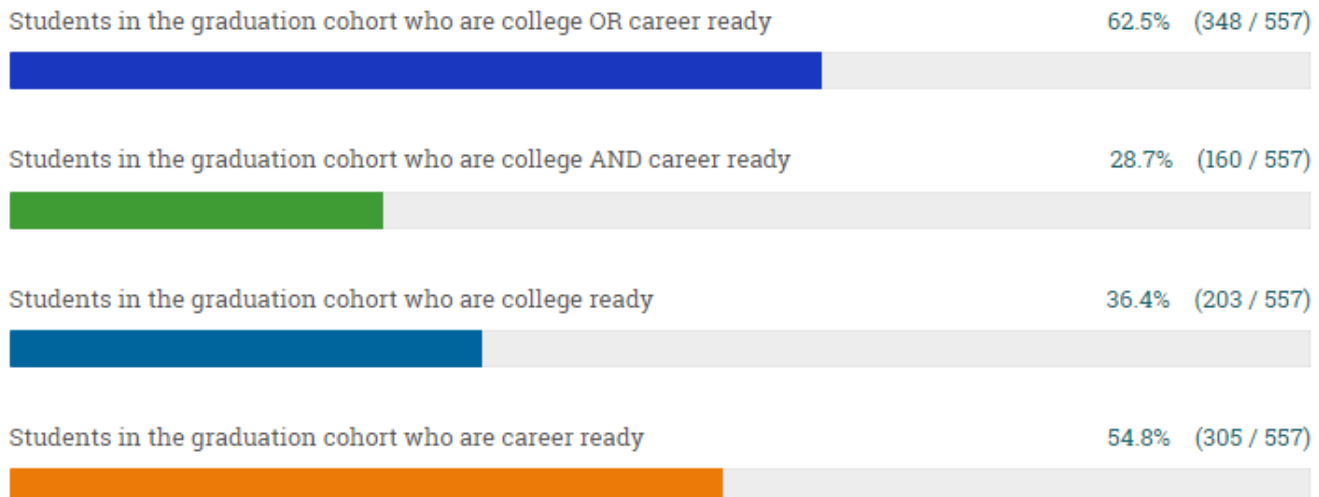 Students in the graduation cohort who are college OR career ready 62.5% (348 / 557)
Students in the graduation cohort who are college AND career ready 28.7% (160 / 557)
Students in the graduation cohort who are college ready 36.4% (203 / 557)
Students in the graduation cohort who are career ready 54.8% (305 / 557)